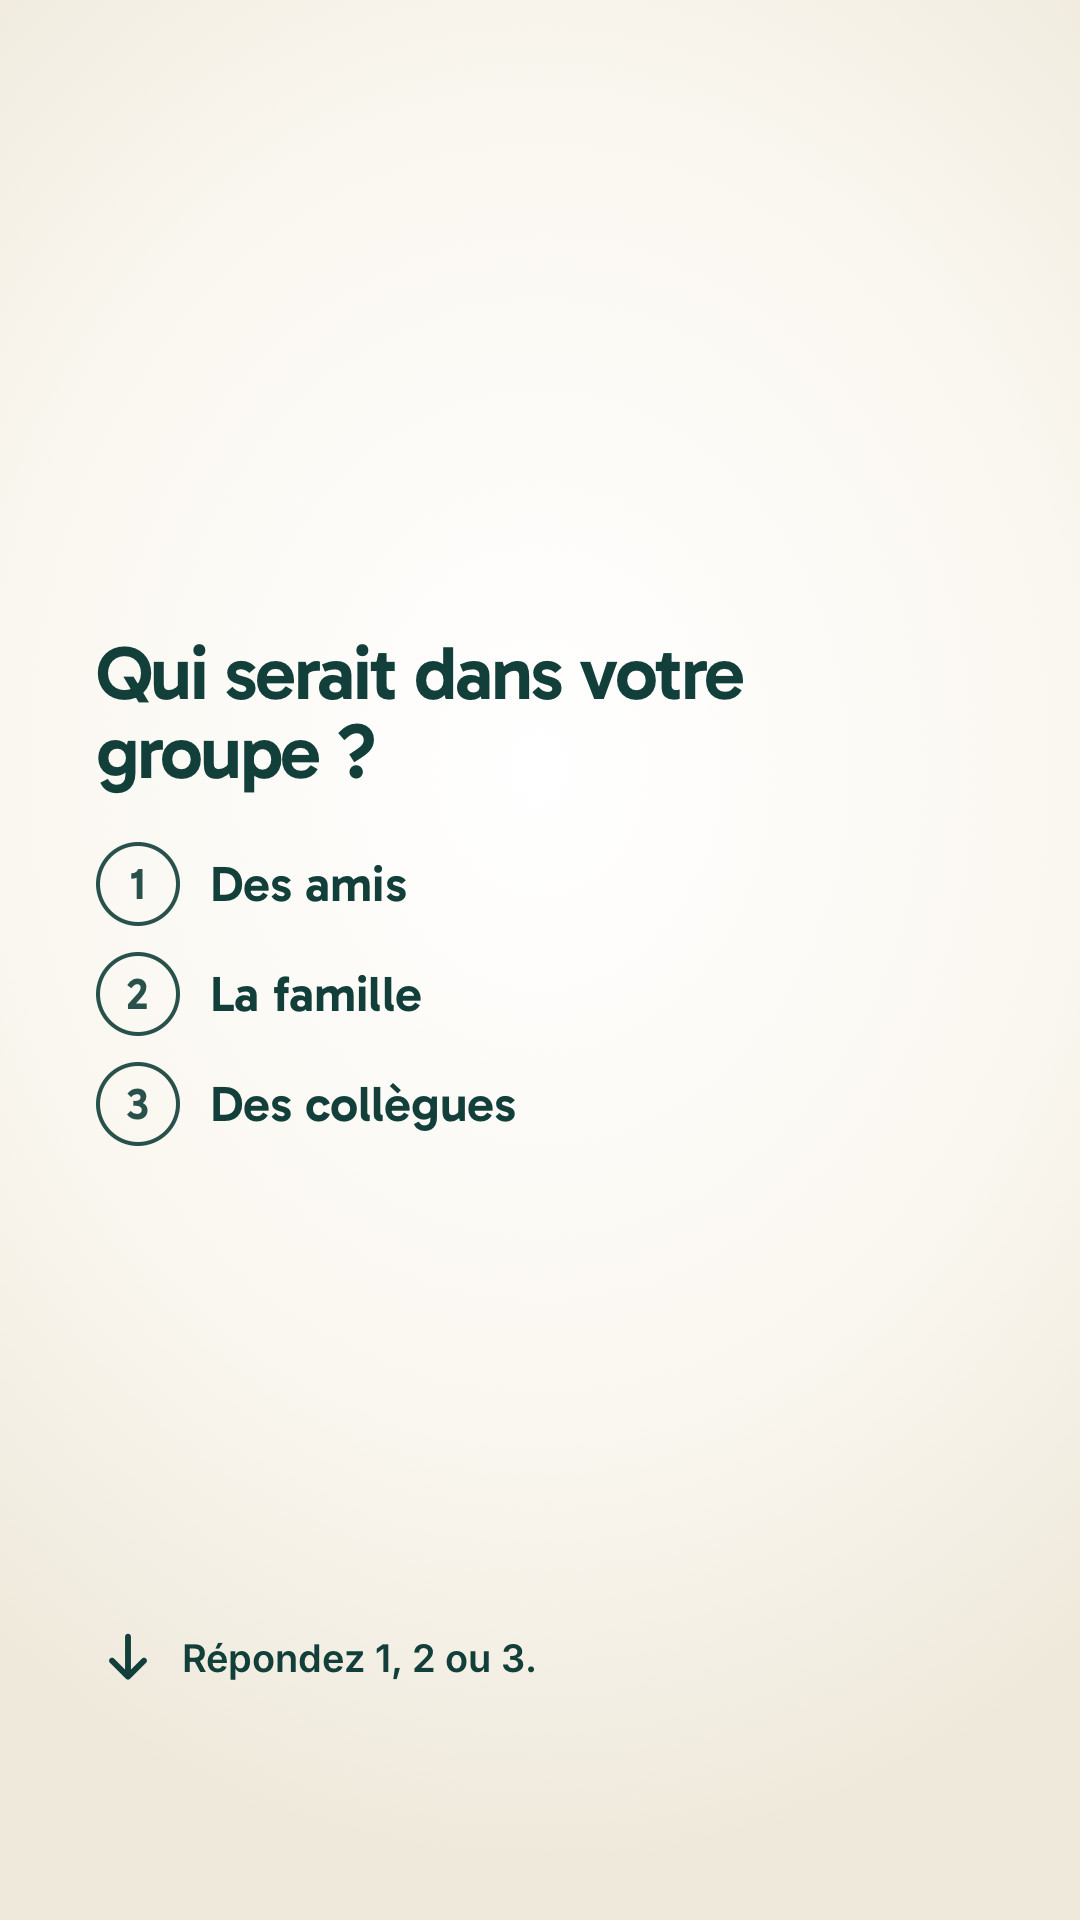 Qui serait dans votre
groupe ?
1 Des amis
2 La famille
3 Des collègues
Répondez 1, 2 ou 3.